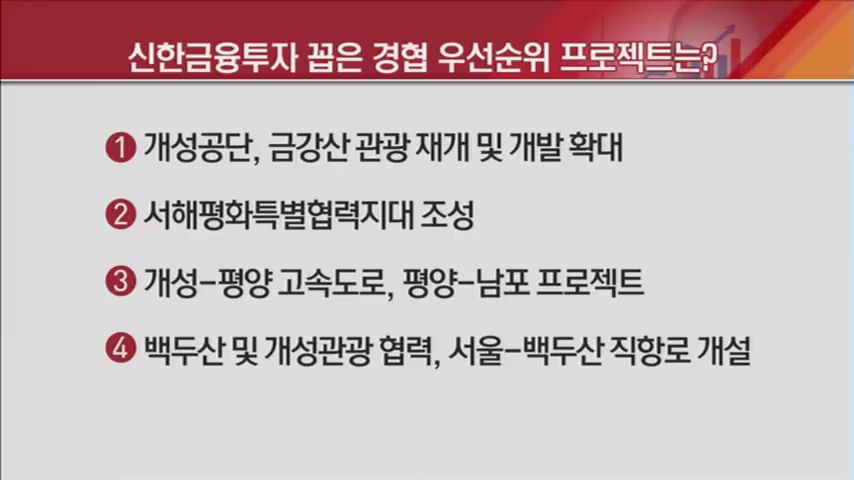 신한금융투자 꼽은 경협 우선순위 프로젝트는?
1 개성공단, 금강산 관광 재개 및 개발 확대
2 서해평화특별협력지대 조성
3 개성-평양 고속도로, 평양-남포 프로젝트
4 백두산 및 개성관광 협력, 서울-백두산 직항로 개설